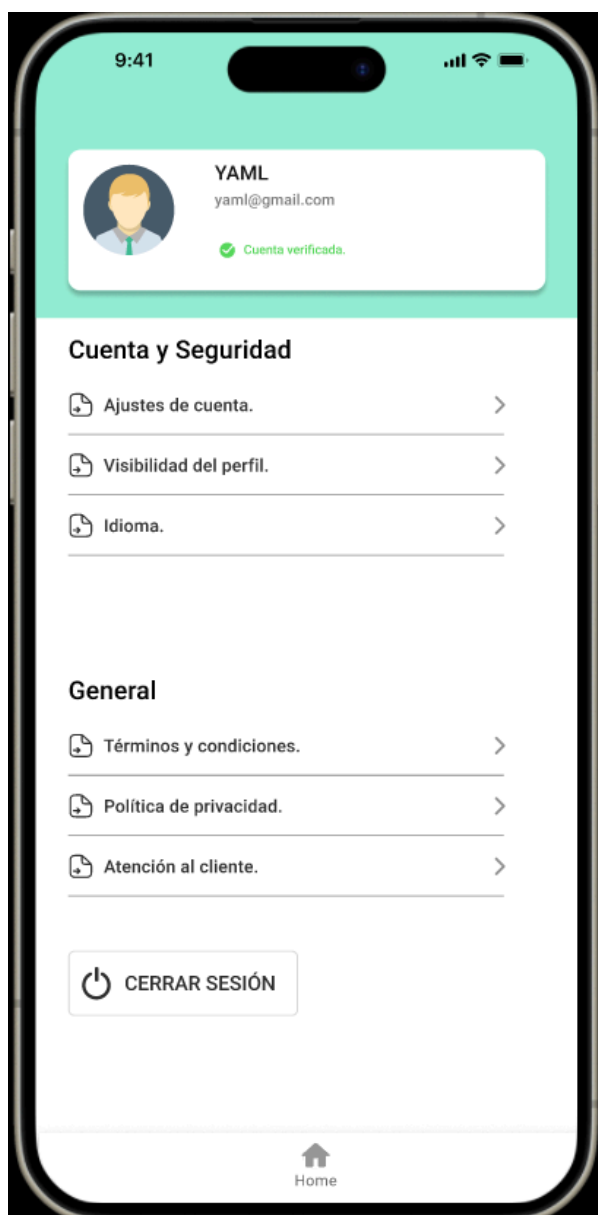 9:41
YAML
yaml@gmail.com
Cuenta verificada.
Cuenta y Seguridad
Ajustes de cuenta.
Visibilidad del perfil.
Idioma.
General
Términos y condiciones.
Política de privacidad.
Atención al cliente.
CERRAR SESIÓN
Home